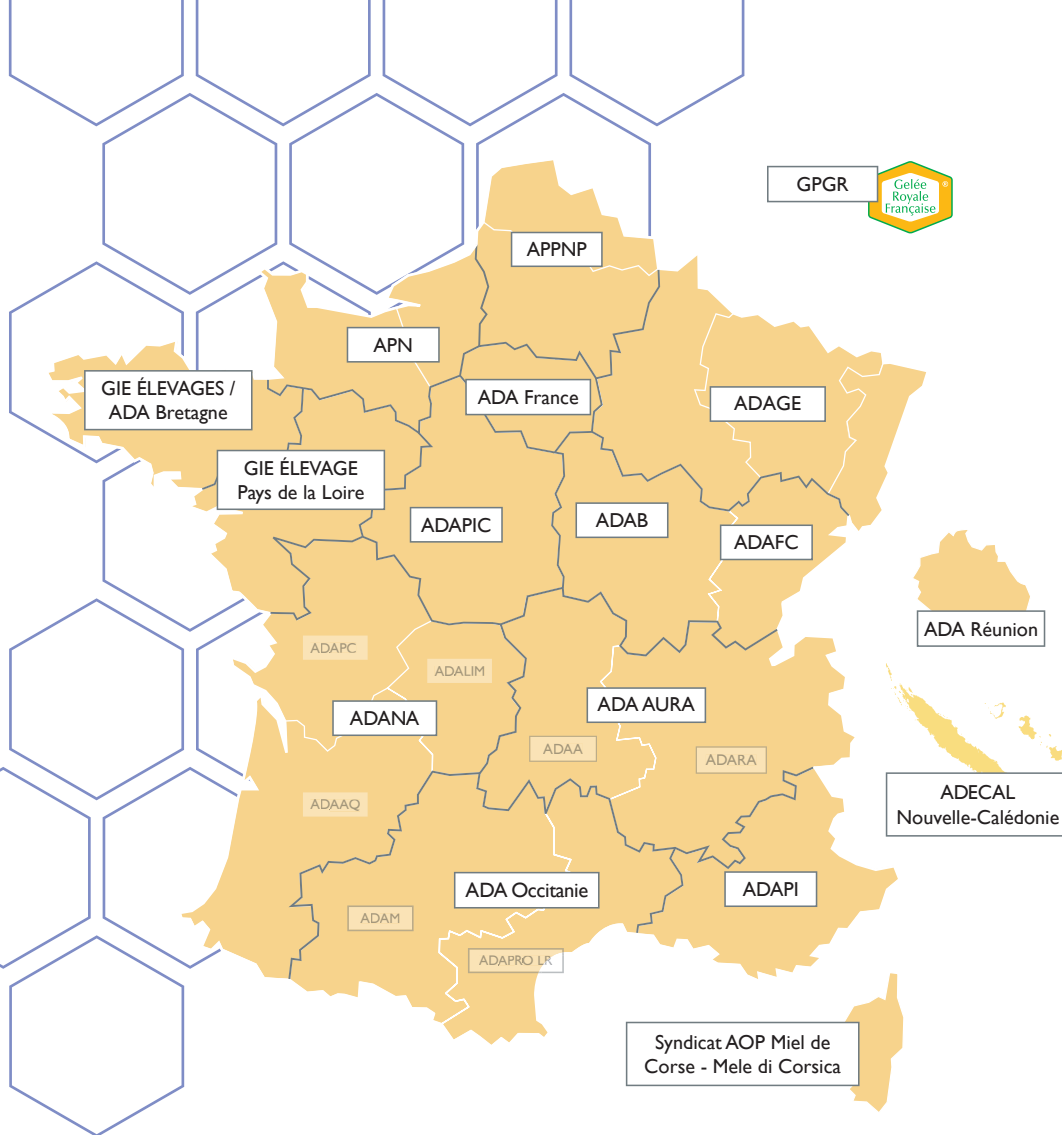 GPGR
Gelée
Royale
Française
®
APPNP
APN
GIE ÉLEVAGES /
ADA Bretagne
ADA France
ADAGE
GIE ÉLEVAGE
Pays de la Loire
ADAPIC
ADAB
ADAFC
ADA Réunion
ADAPC
ADALIM
ADANA
ADA AURA
ADAA
ADARA
ADAAQ
ADECAL
Nouvelle-Calédonie
ADA Occitanie
ADAPI
ADAM
ADAPRO LR
Syndicat AOP Miel de
Corse - Mele di Corsica